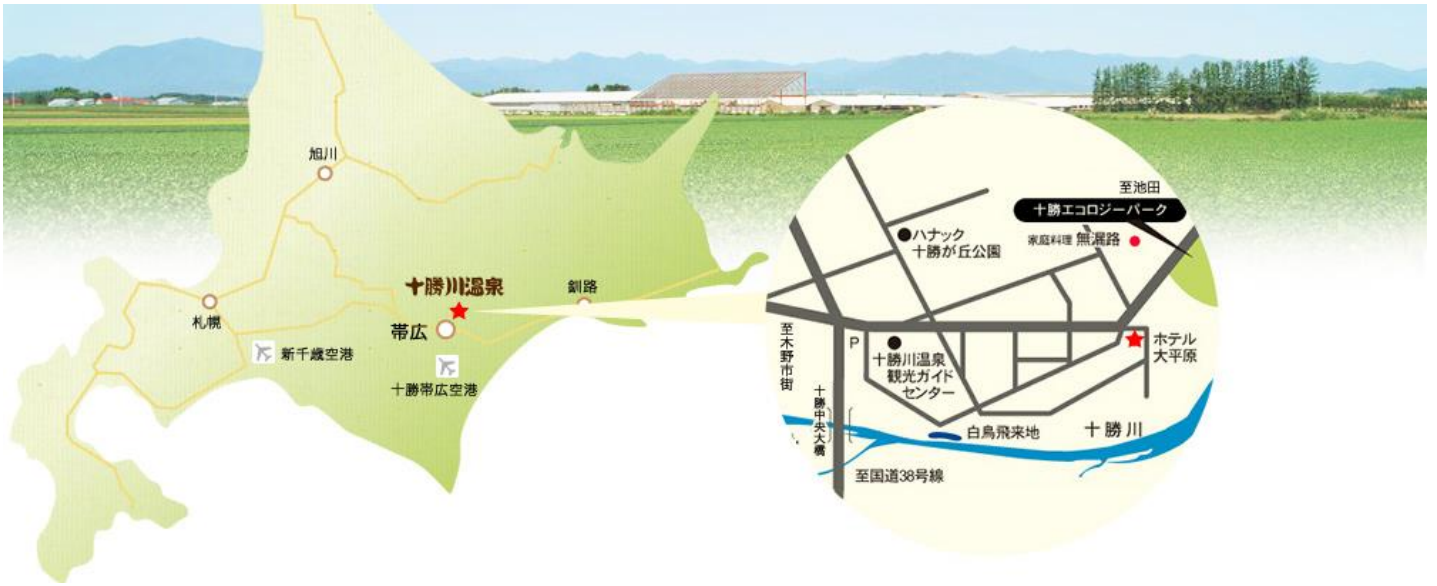 旭川
十勝川温泉
釧路
札幌
帯広
新千歳空港
十勝帯広空港
至池田
十勝エコロジーパーク
ハナック
十勝が丘公園
家庭料理 無漏路
至木野市街
P
十勝川温泉
観光ガイド
センター
ホテル
大平原
十勝中央大橋
白鳥飛来地
十勝川
至国道38号線